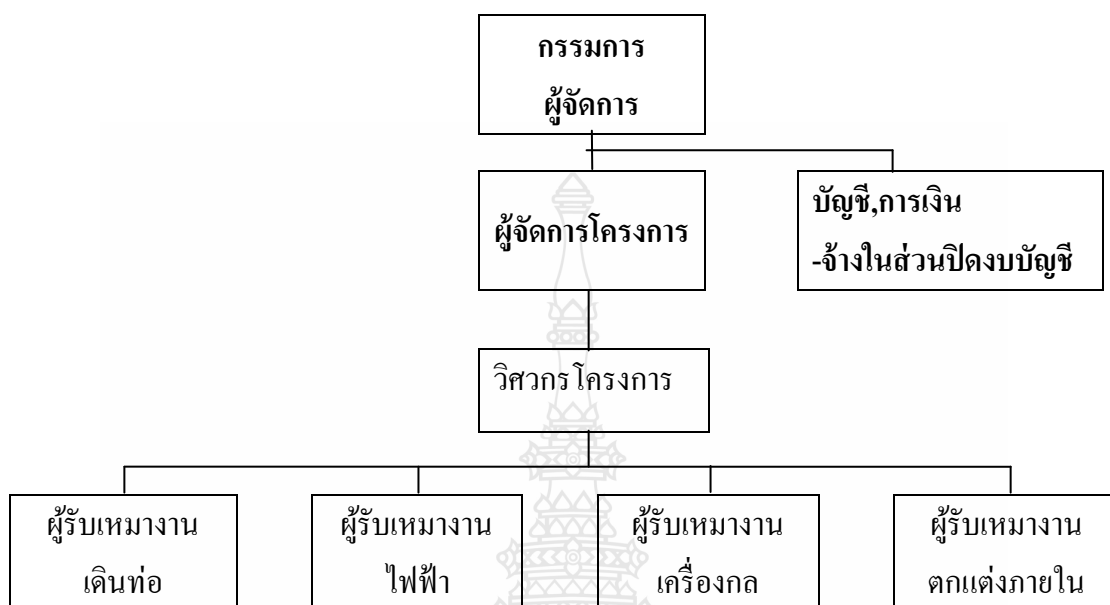 กรรมการ
ผู้จัดการ
ผู้จัดการโครงการ
บัญชี,การเงิน
-จ้างในส่วนปิดงบบัญชี
วิศวกรโครงการ
ผู้รับเหมางาน
เดินท่อ
ผู้รับเหมางาน
ไฟฟ้า
ผู้รับเหมางาน
เครื่องกล
ผู้รับเหมางาน
ตกแต่งภายใน